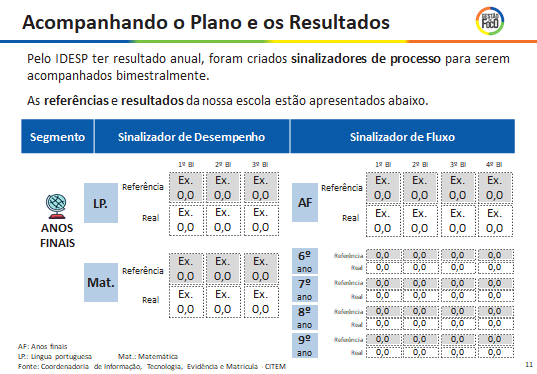 Acompanhando o Plano e os Resultados
GESTÃO EM FOCO
Pelo IDESP ter resultado anual, foram criados sinalizadores de processo para serem
acompanhados bimestralmente.
As referências e resultados da nossa escola estão apresentados abaixo.
Segmento Sinalizador de Desempenho Sinalizador de Fluxo
1º BI 2º BI 3º BI 1º BI 2º BI 3º BI 4º BI
ANOS
FINAIS
LP.
Referência Ex. 0,0 Ex. 0,0 Ex. 0,0
Real Ex. 0,0 Ex. 0,0 Ex. 0,0
AF
Referência Ex. 0,0 Ex. 0,0 Ex. 0,0 Ex. 0,0
Real Ex. 0,0 Ex. 0,0 Ex. 0,0 Ex. 0,0
Mat.
Referência Ex. 0,0 Ex. 0,0 Ex. 0,0
Real Ex. 0,0 Ex. 0,0 Ex. 0,0
6º ano
Referência 0,0 0,0 0,0 0,0
Real 0,0 0,0 0,0 0,0
7º ano
Referência 0,0 0,0 0,0 0,0
Real 0,0 0,0 0,0 0,0
8º ano
Referência 0,0 0,0 0,0 0,0
Real 0,0 0,0 0,0 0,0
9º ano
Referência 0,0 0,0 0,0 0,0
Real 0,0 0,0 0,0 0,0
AF: Anos finais
LP.: Língua portuguesa Mat.: Matemática
Fonte: Coordenadoria de Informação, Tecnologia, Evidência e Matrícula - CITEM
11